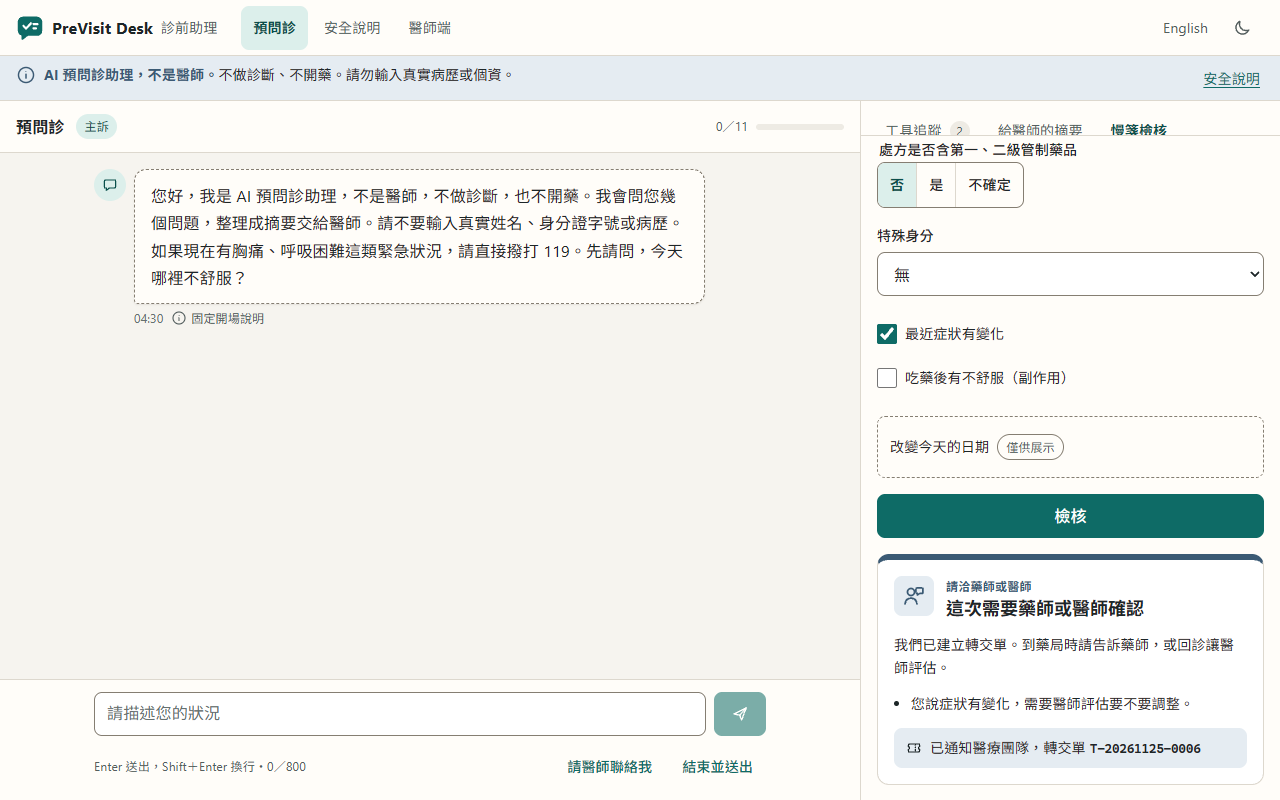 PreVisit Desk 診前助理
預問診
安全說明
醫師端
English
AI 預問診助理，不是醫師。不做診斷、不開藥。請勿輸入真實病歷或個資。
安全說明
預問診 主訴
0／11
您好，我是 AI 預問診助理，不是醫師，不做診斷，也不開藥。我會問您幾
個問題，整理成摘要交給醫師。請不要輸入真實姓名、身分證字號或病歷。
如果現在有胸痛、呼吸困難這類緊急狀況，請直接撥打 119。先請問，今天
哪裡不舒服？
04:30 固定開場說明
請描述您的狀況
Enter 送出，Shift＋Enter 換行・0／800
請醫師聯絡我
結束並送出
工具追蹤 2
給醫師的摘要
慢箋檢核
處方是否含第一、二級管制藥品
否 是 不確定
特殊身分
無
最近症狀有變化
吃藥後有不舒服（副作用）
改變今天的日期 僅供展示
檢核
請洽藥師或醫師
這次需要藥師或醫師確認
我們已建立轉交單。到藥局時請告訴藥師，或回診讓醫
師評估。
• 您說症狀有變化，需要醫師評估要不要調整。
已通知醫療團隊，轉交單 T-20261125-0006